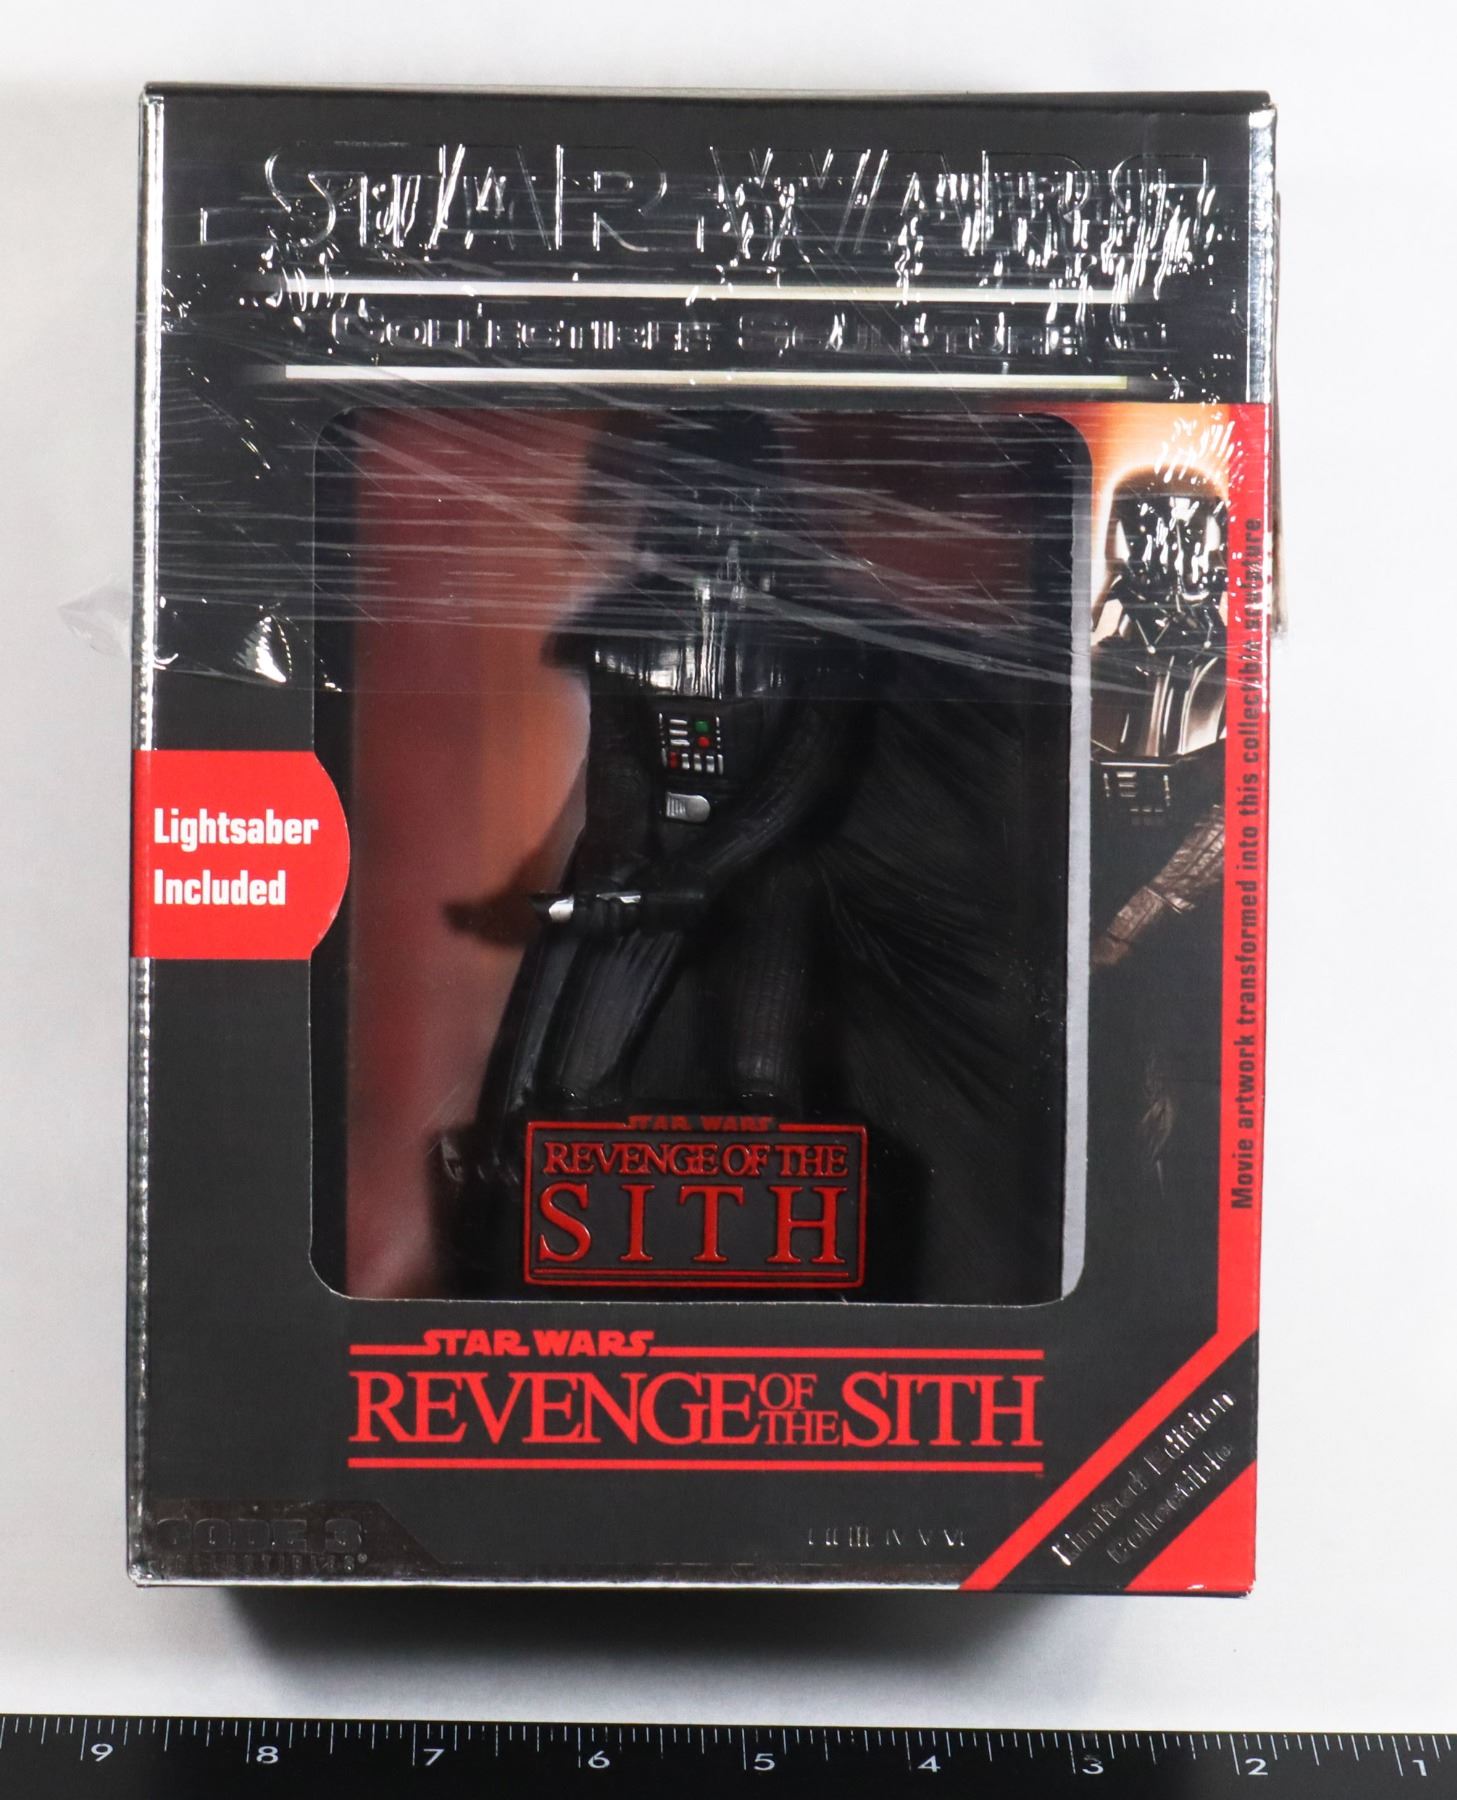 STAR WARS
COLLECTIBLE SCULPTURE
Movie artwork transformed into this collectible sculpture
Lightsaber
Included
STAR WARS
REVENGE OF THE
SITH
STAR WARS
REVENGE OF THE SITH
Limited Edition
Collectible
CODE 3
COLLECTIBLES®
9 8 7 6 5 4 3 2 1